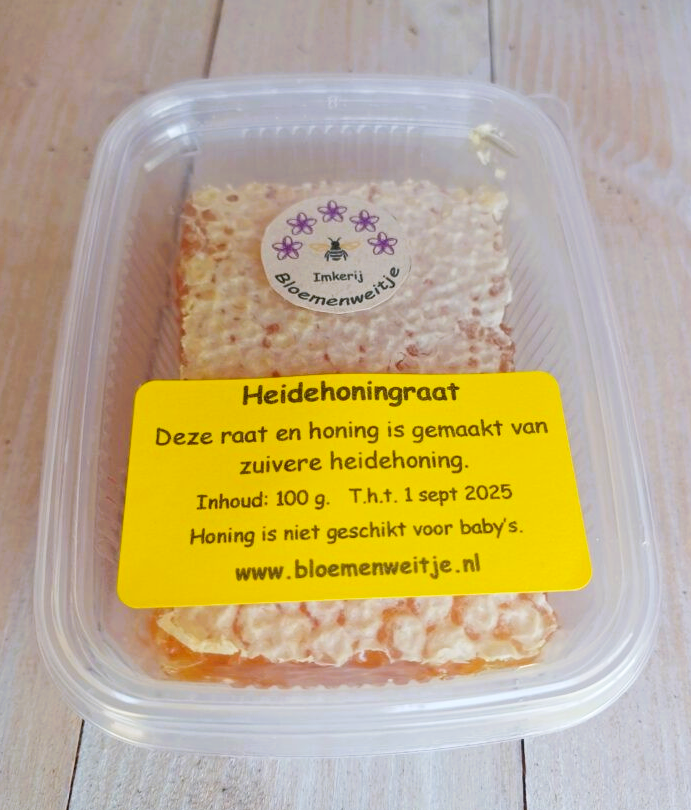 Imkerij
Bloemenweitje
Heidehoningraat
Deze raat en honing is gemaakt van
zuivere heidehoning.
Inhoud: 100 g. T.h.t. 1 sept 2025
Honing is niet geschikt voor baby's.
www.bloemenweitje.nl